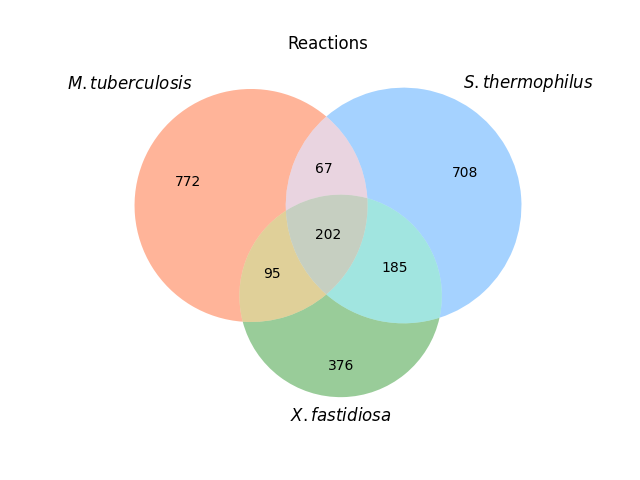 Reactions
M. tuberculosis
S. thermophilus
67
772
708
202
95
185
376
X. fastidiosa